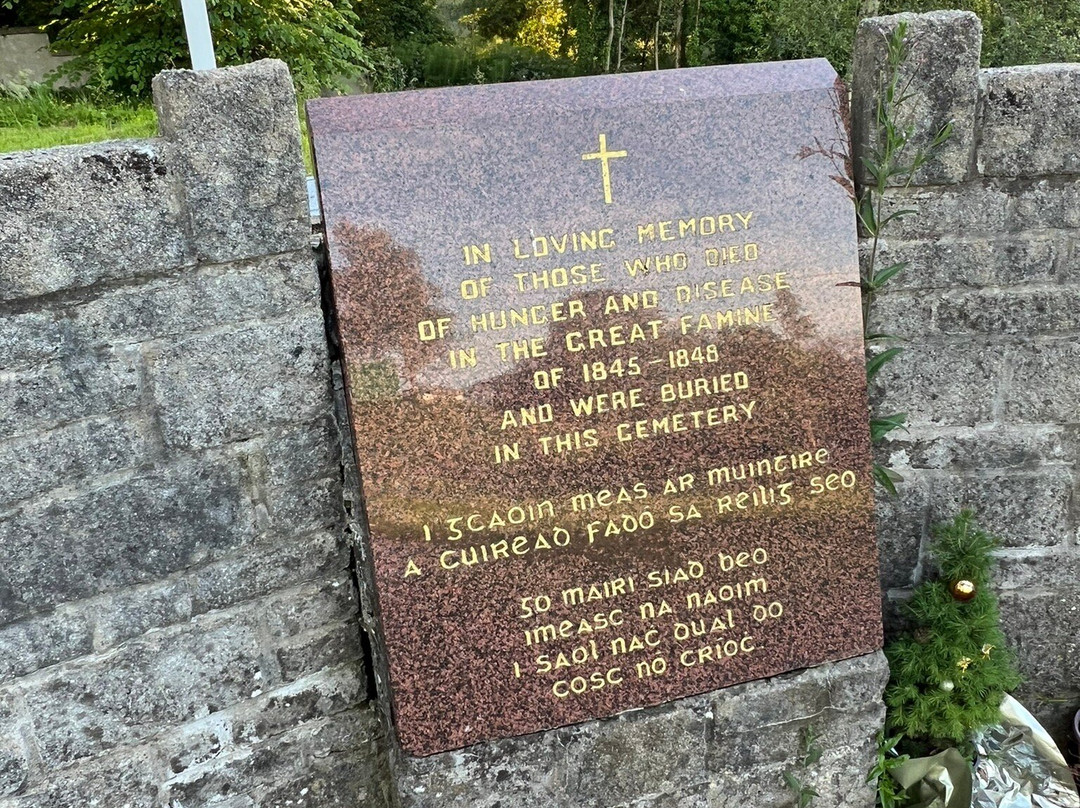 IN LOVING MEMORY
OF THOSE WHO DIED
OF HUNGER AND DISEASE
IN THE GREAT FAMINE
OF 1845-1848
AND WERE BURIED
IN THIS CEMETERY
I gCAOIN MEAS AR MUINTIRE
A CUIREAD FADÓ SA REILIg SEO
gO MAIRI SIAD BEO
IMEASC NA NAOIM
I SAOL NAC DUAL DO
COSC NO CRÍOC.